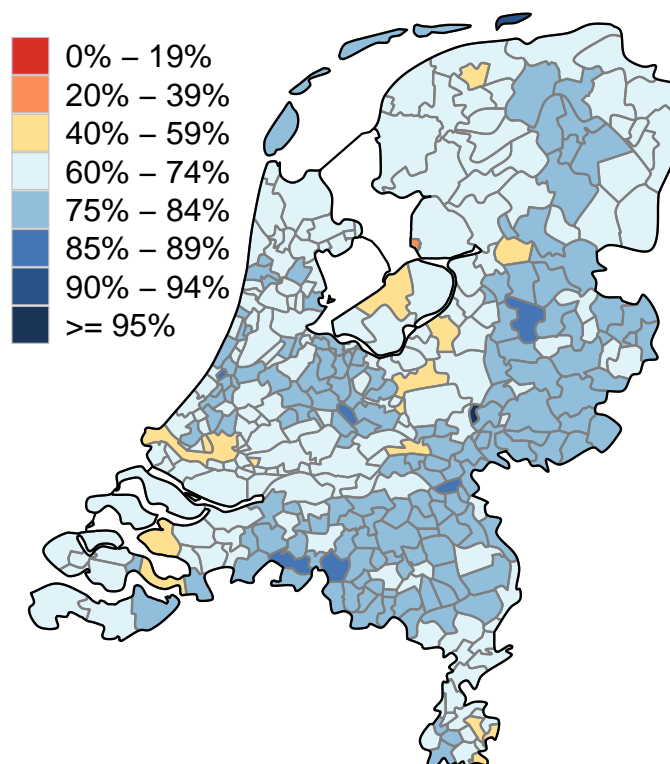 0% – 19%
20% – 39%
40% – 59%
60% – 74%
75% – 84%
85% – 89%
90% – 94%
>= 95%